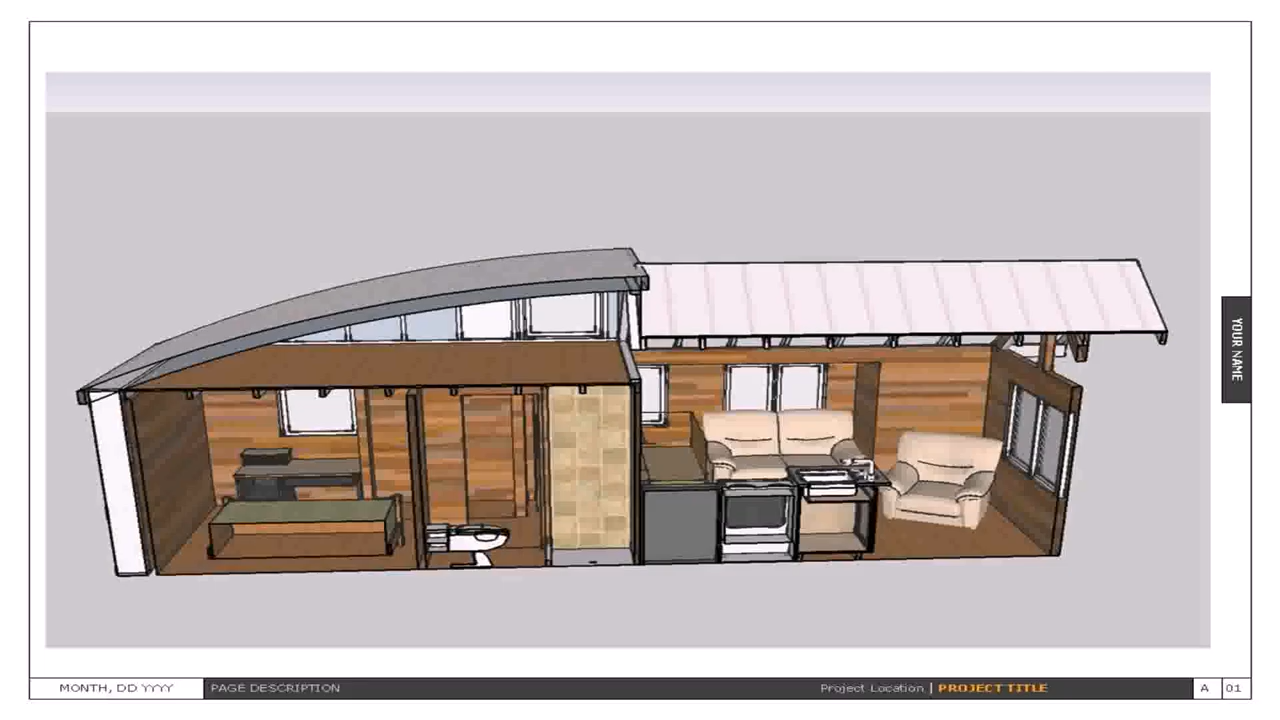 YOUR NAME
MONTH, DD YYYY
PAGE DESCRIPTION
Project Location | PROJECT TITLE
A
01